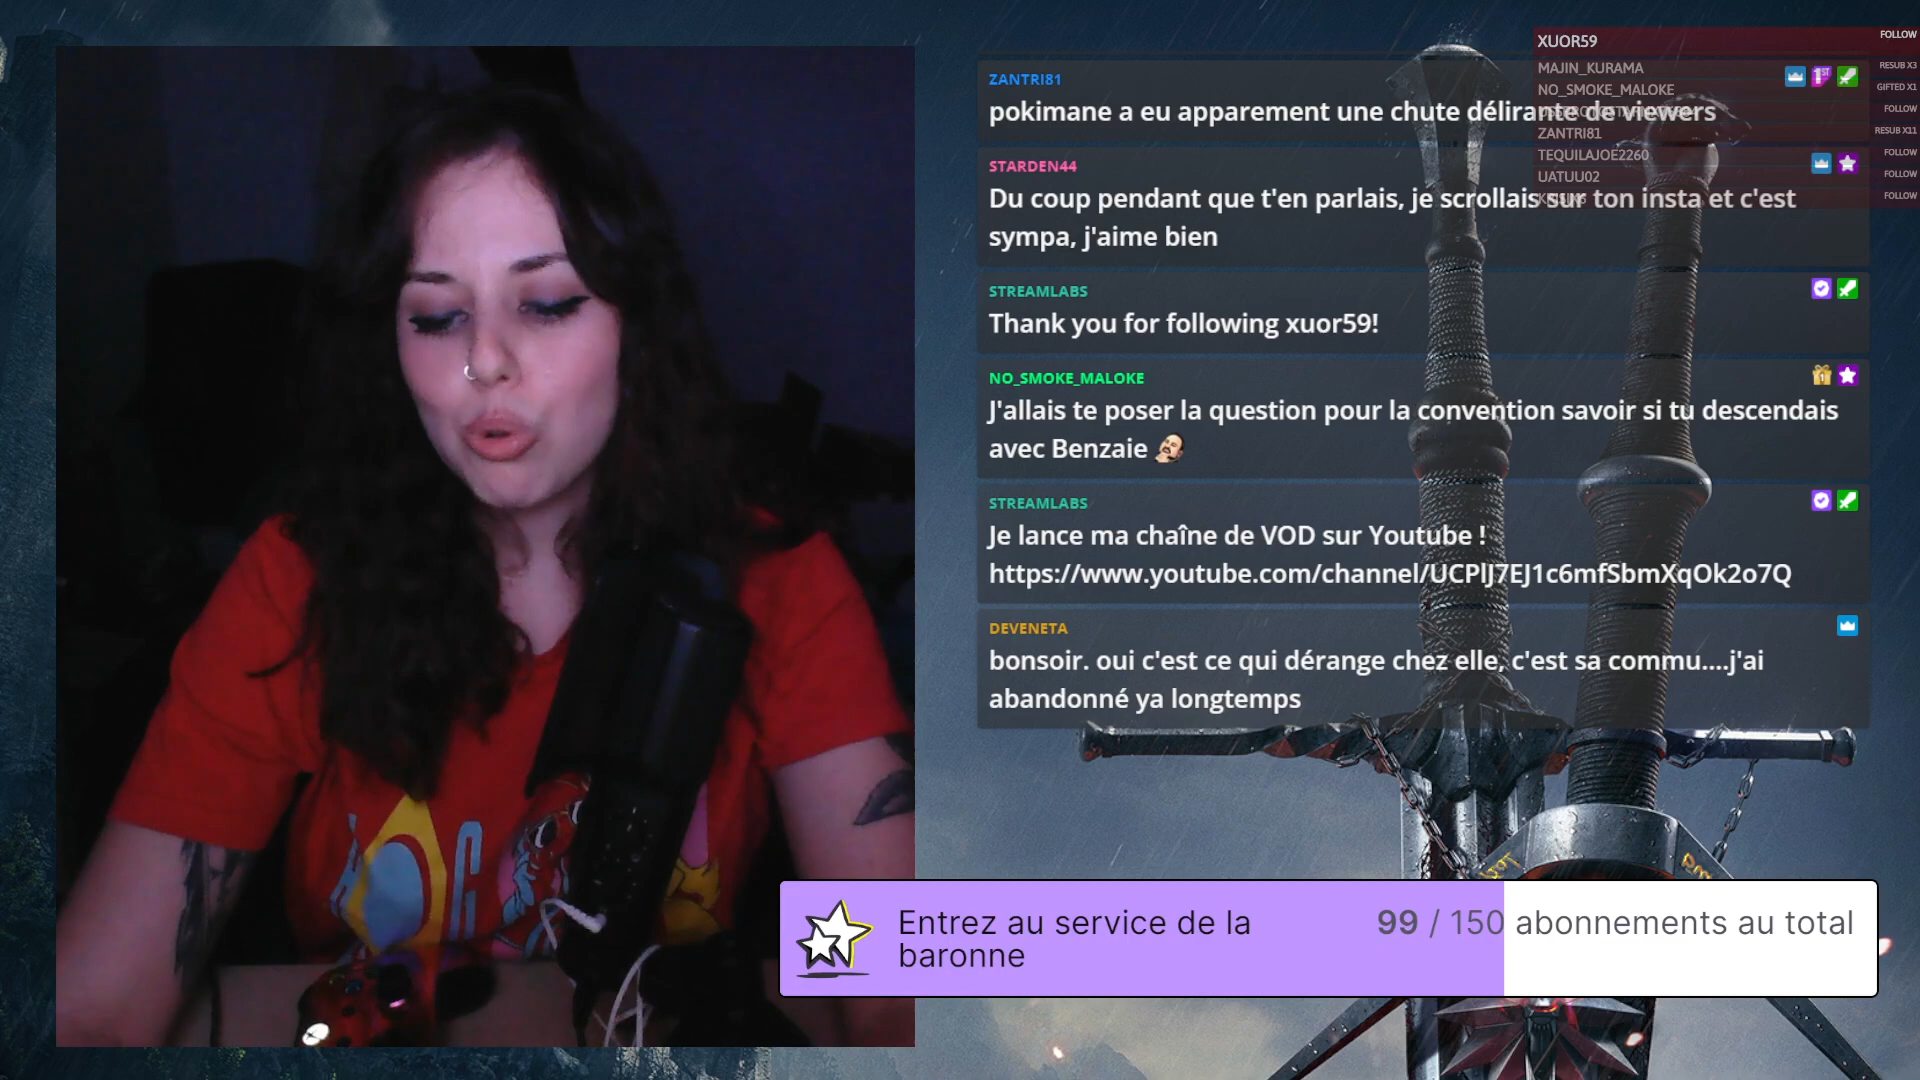 ZANTRI81
pokimane a eu apparement une chute délirante de viewers
STARDEN44
Du coup pendant que t'en parlais, je scrollais sur ton insta et c'est
sympa, j'aime bien
STREAMLABS
Thank you for following xuor59!
NO_SMOKE_MALOKE
J'allais te poser la question pour la convention savoir si tu descendais
avec Benzaie
STREAMLABS
Je lance ma chaîne de VOD sur Youtube !
https://www.youtube.com/channel/UCPlJ7EJ1c6mfSbmXqOk2o7Q
DEVENETA
bonsoir. oui c'est ce qui dérange chez elle, c'est sa commu....j'ai
abandonné ya longtemps
XUOR59 FOLLOW
MAJIN_KURAMA RESUB X3
NO_SMOKE_MALOKE GIFTED X1
FOLLOW
ZANTRI81 RESUB X11
TEQUILAJOE2260 FOLLOW
UATUU02 FOLLOW
FOLLOW
Entrez au service de la
baronne
99 / 150 abonnements au total